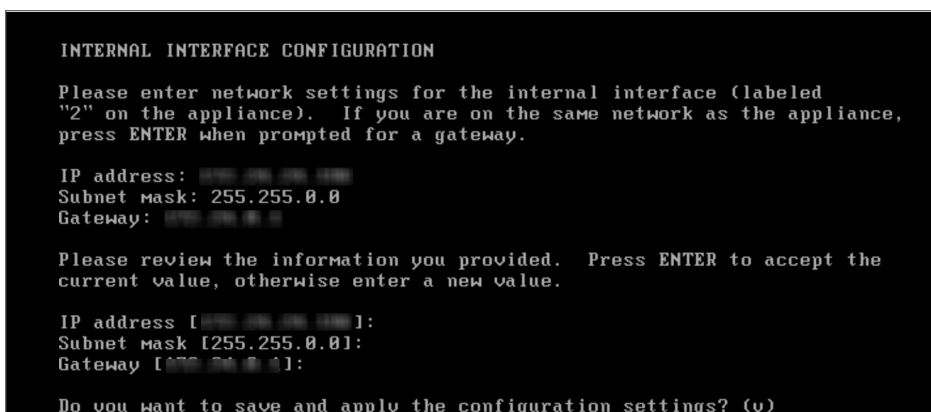 INTERNAL INTERFACE CONFIGURATION
Please enter network settings for the internal interface (labeled
"2" on the appliance).  If you are on the same network as the appliance,
press ENTER when prompted for a gateway.
IP address:
Subnet mask: 255.255.0.0
Gateway:
Please review the information you provided.  Press ENTER to accept the
current value, otherwise enter a new value.
IP address [ ]:
Subnet mask [255.255.0.0]:
Gateway [ ]:
Do you want to save and apply the configuration settings? (y)